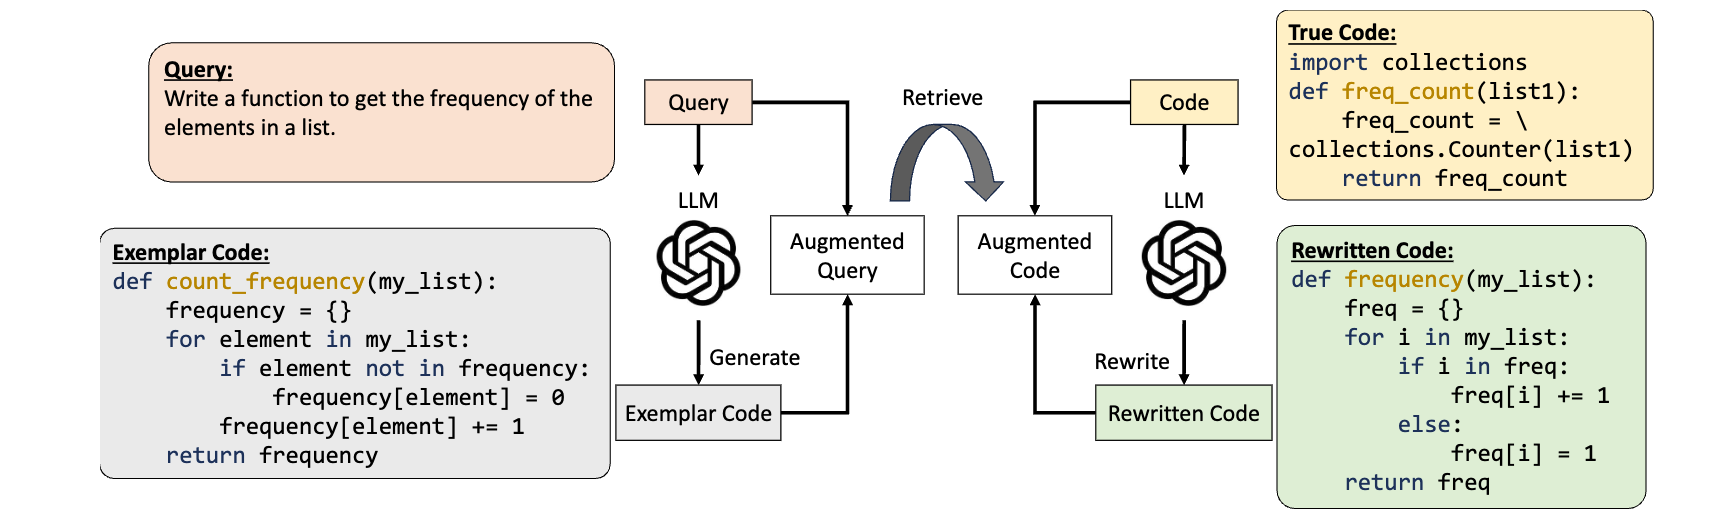 Query:
Write a function to get the frequency of the
elements in a list.
Exemplar Code:
def count_frequency(my_list):
    frequency = {}
    for element in my_list:
        if element not in frequency:
            frequency[element] = 0
        frequency[element] += 1
    return frequency
Query
LLM
Generate
Exemplar Code
Augmented
Query
Retrieve
Augmented
Code
Code
LLM
Rewrite
Rewritten Code
True Code:
import collections
def freq_count(list1):
    freq_count = \
collections.Counter(list1)
    return freq_count
Rewritten Code:
def frequency(my_list):
    freq = {}
    for i in my_list:
        if i in freq:
            freq[i] += 1
        else:
            freq[i] = 1
    return freq